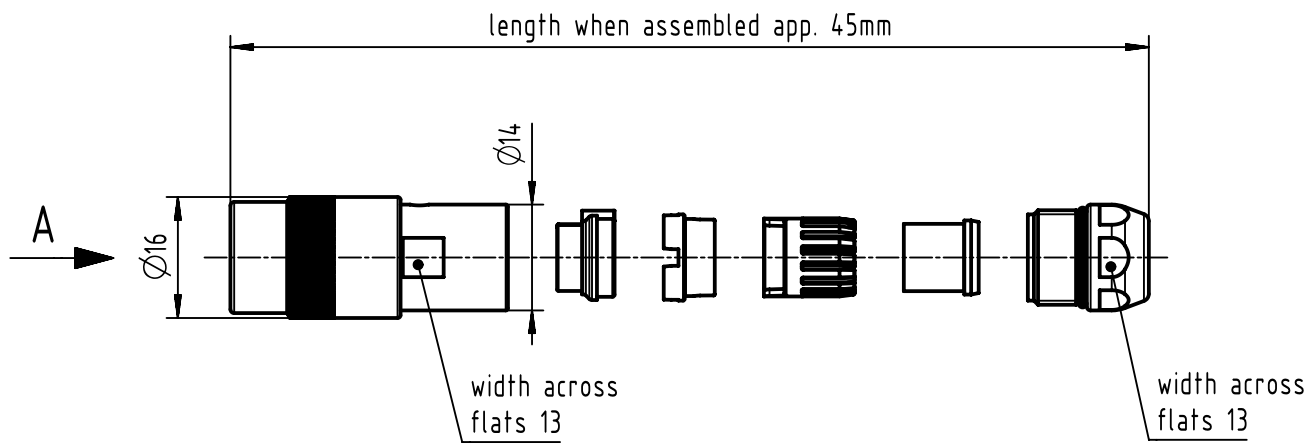 length when assembled app. 45mm
Ø14
A
Ø16
width across
flats 13
width across
flats 13